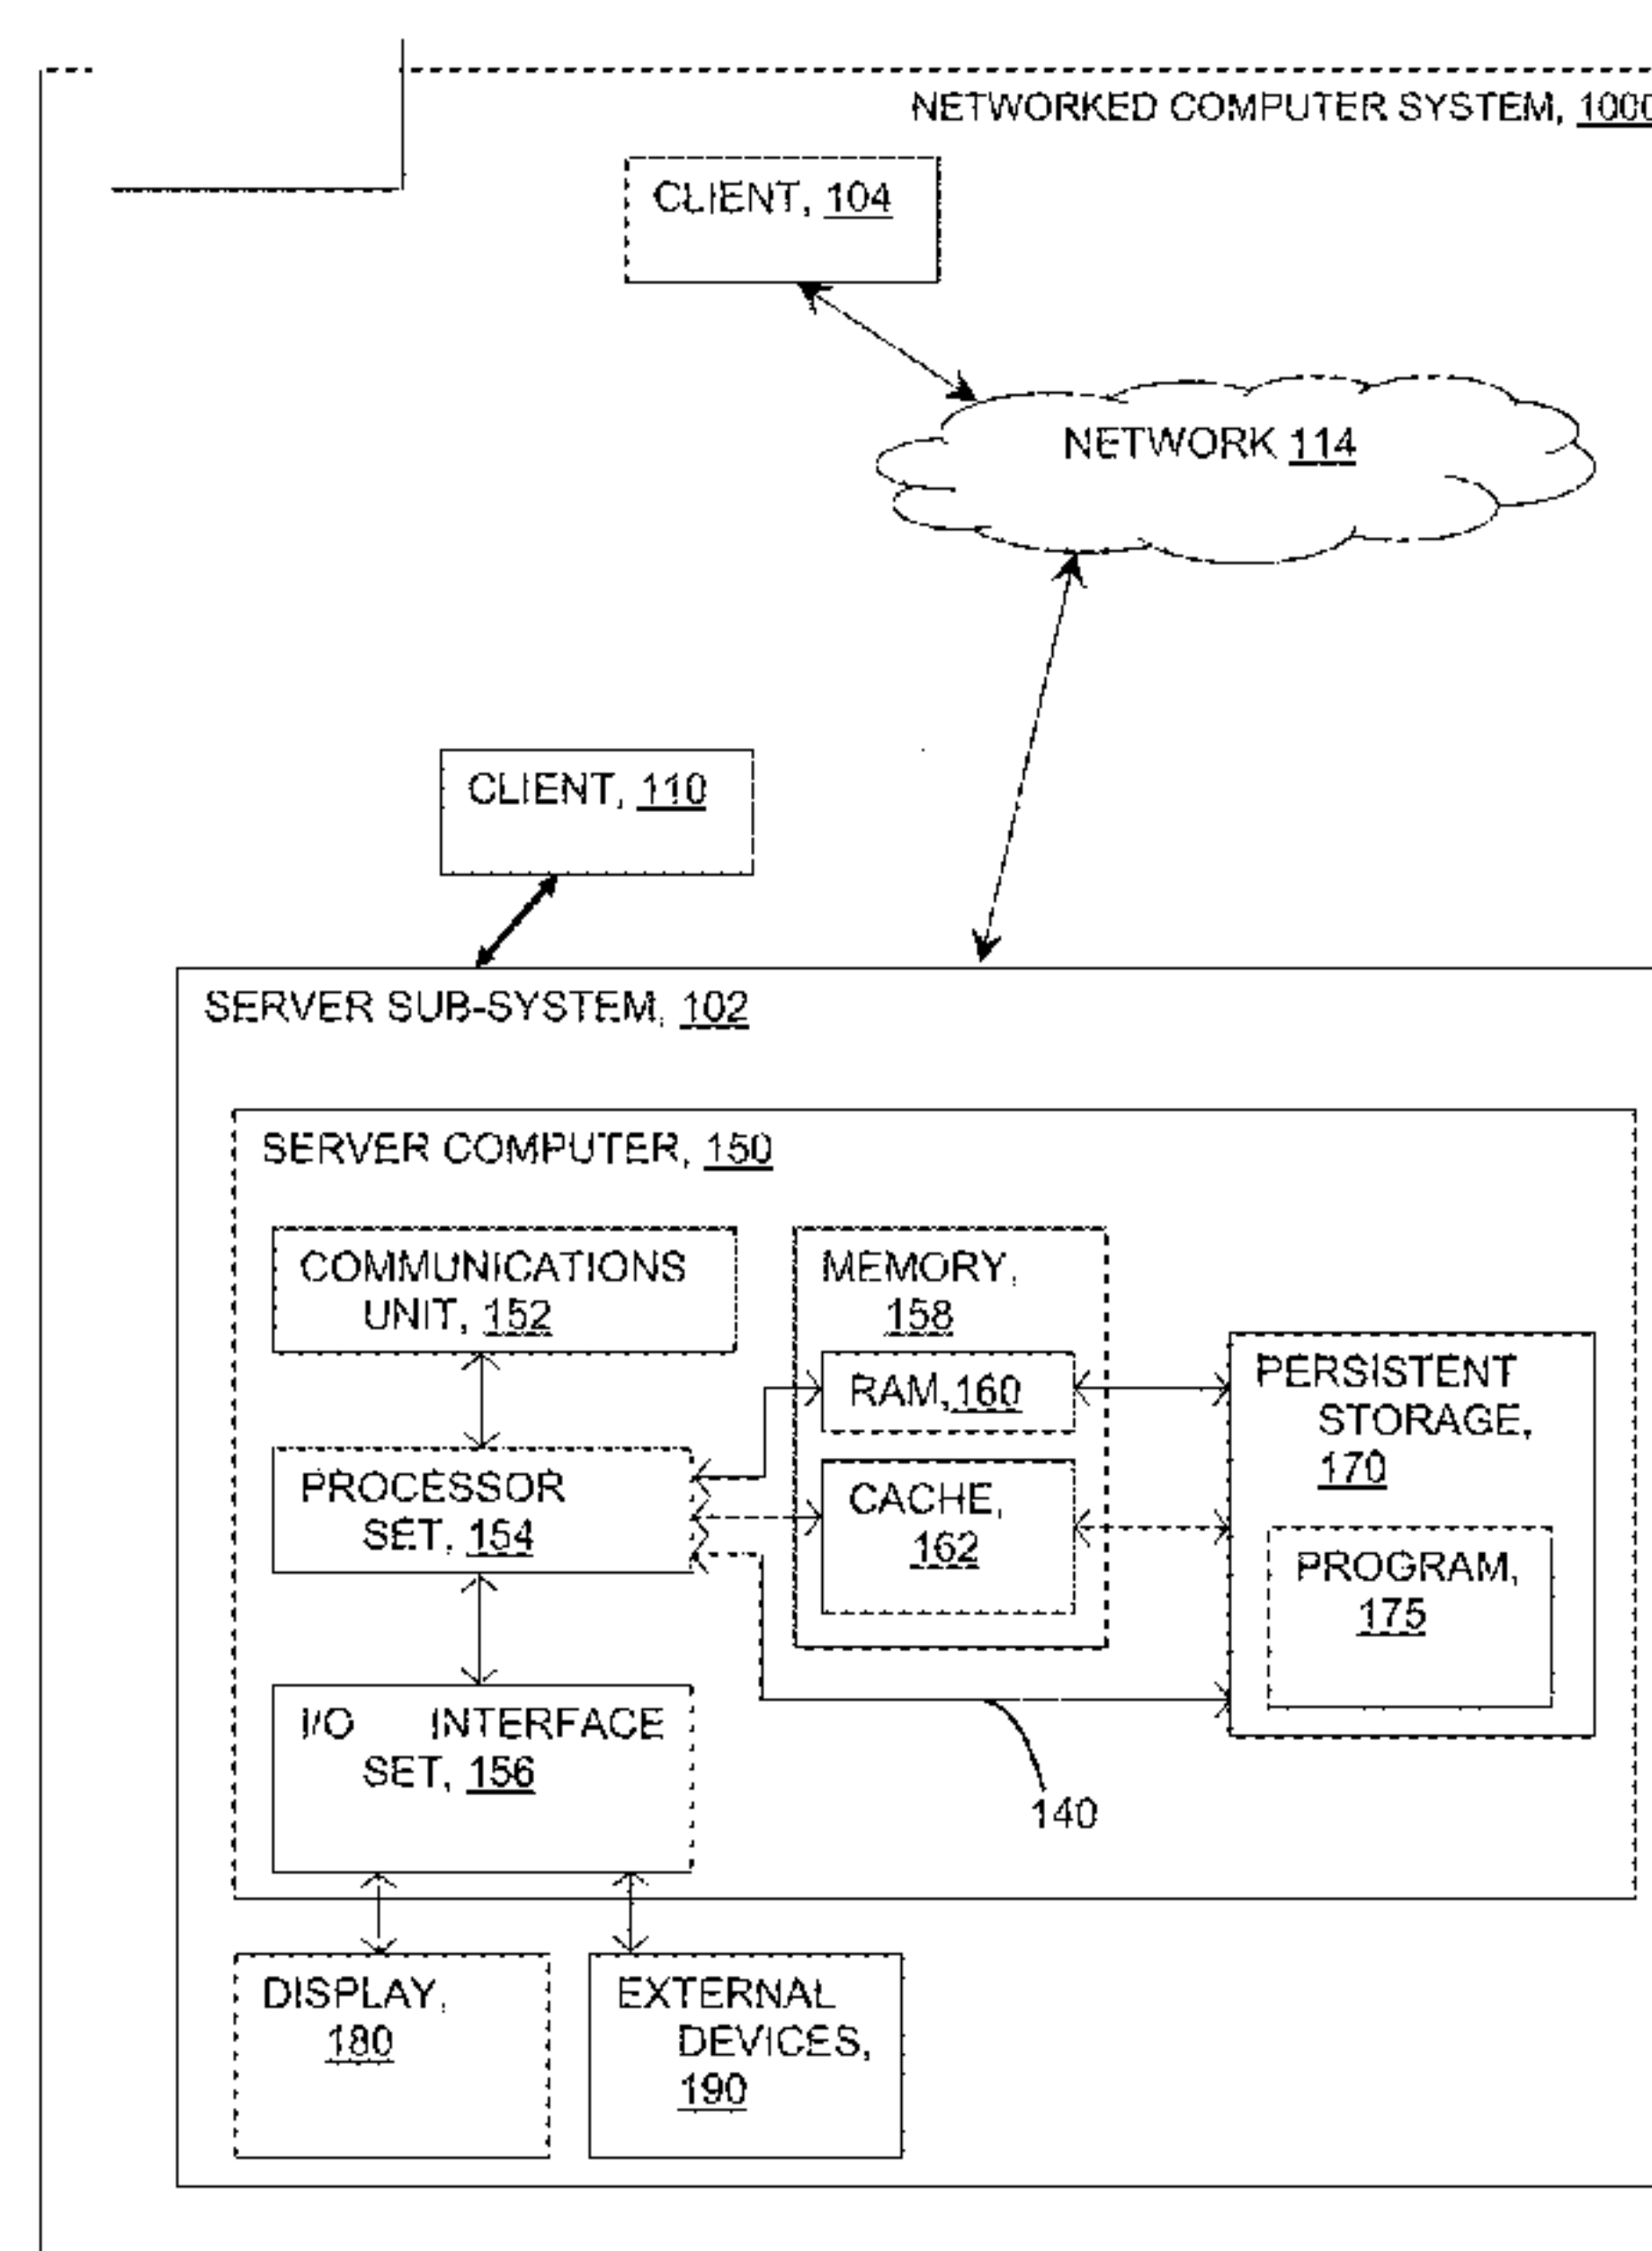 NETWORKED COMPUTER SYSTEM, 1000
CLIENT, 104
NETWORK 114
CLIENT, 110
SERVER SUB-SYSTEM, 102
SERVER COMPUTER, 150
COMMUNICATIONS
UNIT, 152
MEMORY,
158
RAM, 160
PERSISTENT
STORAGE,
170
PROCESSOR
SET, 154
CACHE,
162
PROGRAM,
175
I/O INTERFACE
SET, 156
140
DISPLAY,
180
EXTERNAL
DEVICES,
190